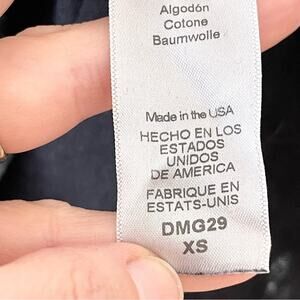 Algodón
Cotone
Baumwolle
Made in the USA
HECHO EN LOS
ESTADOS
UNIDOS
DE AMERICA
FABRIQUE EN
ESTATS-UNIS
DMG29
XS